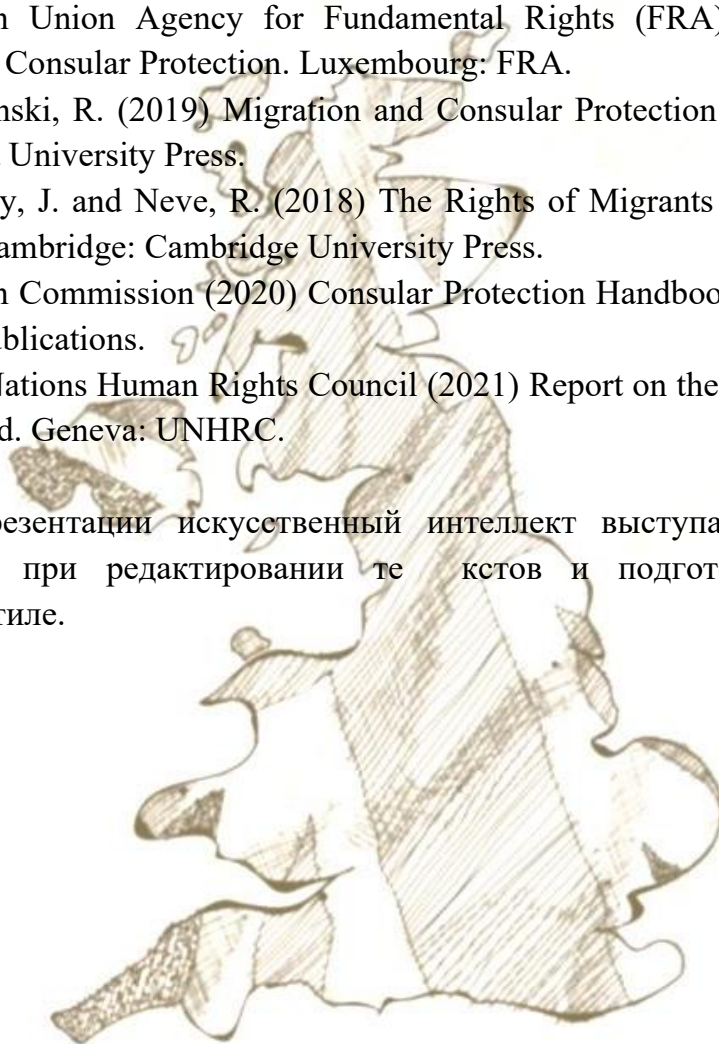 n Union Agency for Fundamental Rights (FRA)
Consular Protection. Luxembourg: FRA.
nski, R. (2019) Migration and Consular Protection
University Press.
y, J. and Neve, R. (2018) The Rights of Migrants
ambridge: Cambridge University Press.
n Commission (2020) Consular Protection Handboo
ublications.
Nations Human Rights Council (2021) Report on the
d. Geneva: UNHRC.
резентации искусственный интеллект выступа
при редактировании те кстов и подгот
тиле.